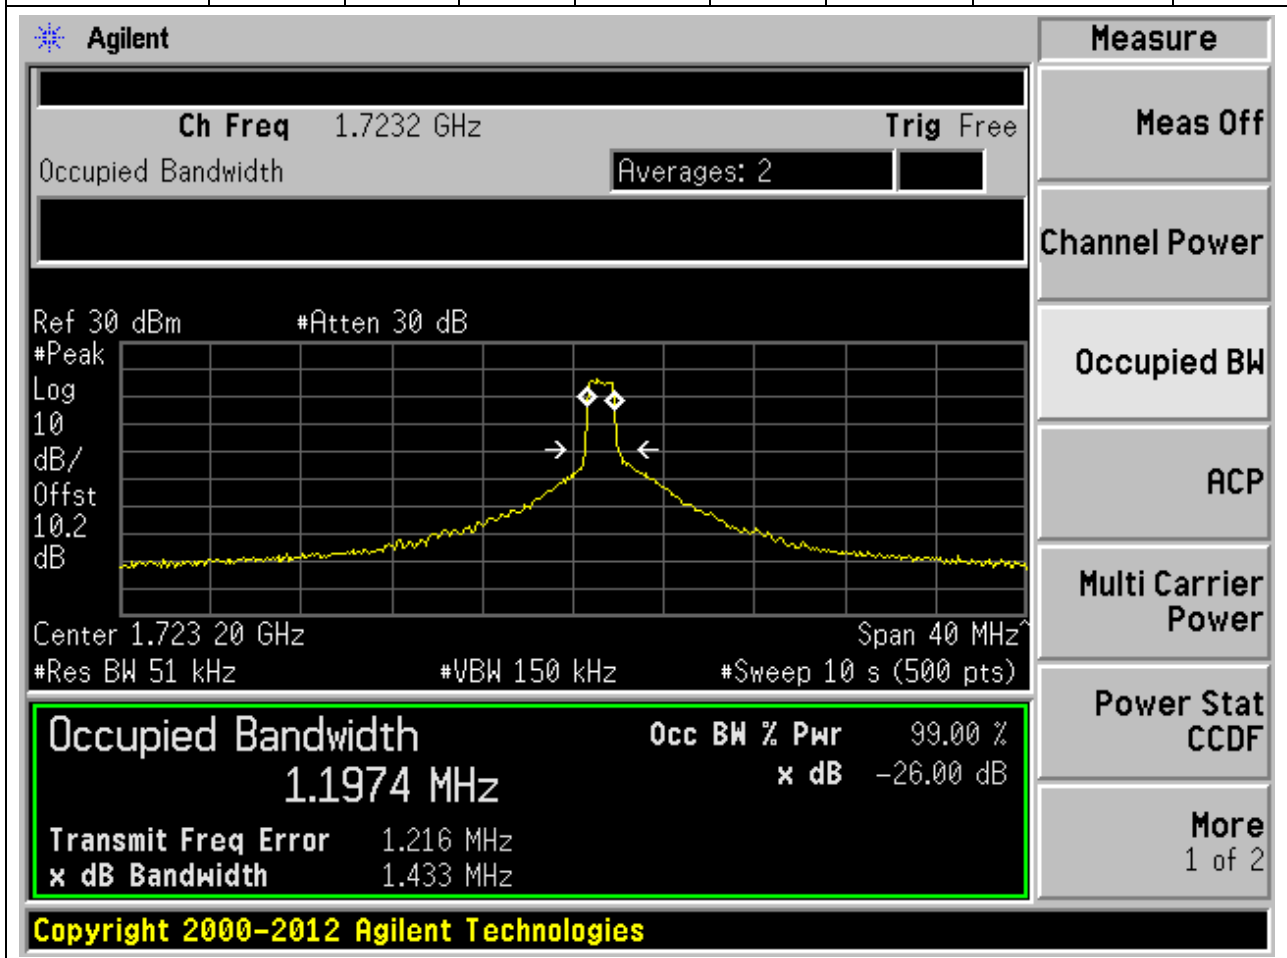 Agilent
Measure
Ch Freq 1.7232 GHz Trig Free
Occupied Bandwidth Averages: 2
Meas Off
Channel Power
Occupied BW
ACP
Multi Carrier
Power
Power Stat
CCDF
More
1 of 2
Ref 30 dBm #Atten 30 dB
#Peak
Log
10
dB/
Offst
10.2
dB
Center 1.723 20 GHz Span 40 MHz^
#Res BW 51 kHz #VBW 150 kHz #Sweep 10 s (500 pts)
Occupied Bandwidth Occ BW % Pwr 99.00 %
1.1974 MHz x dB -26.00 dB
Transmit Freq Error 1.216 MHz
x dB Bandwidth 1.433 MHz
Copyright 2000-2012 Agilent Technologies